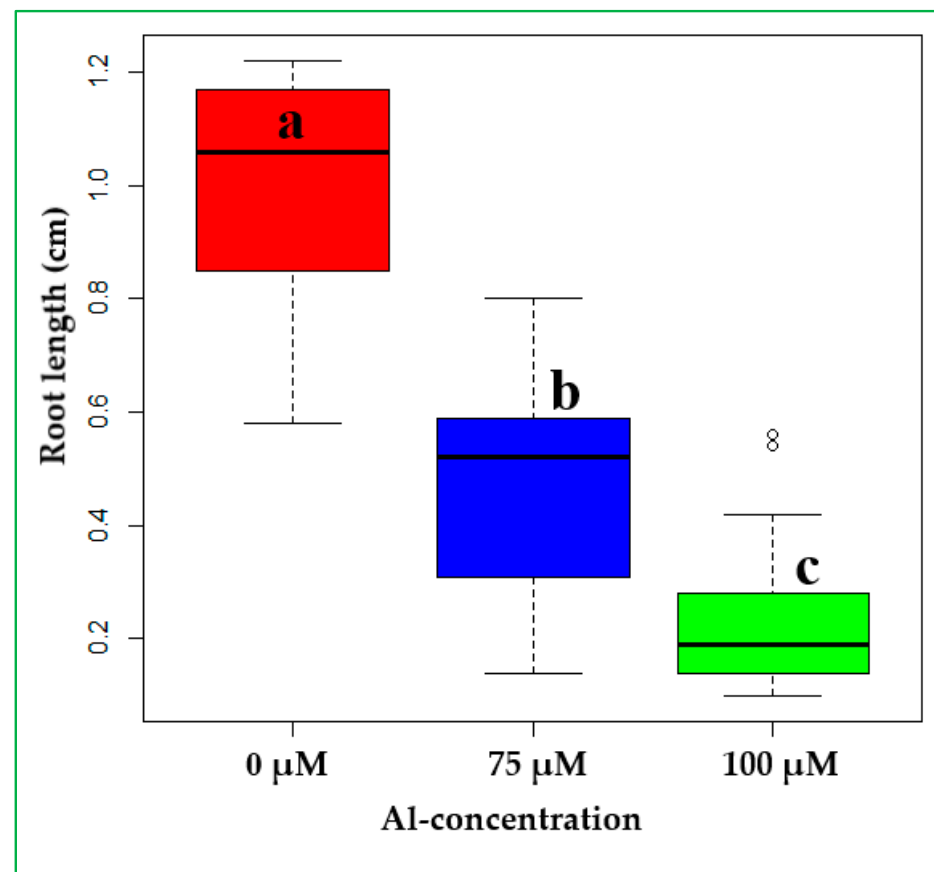 Root length (cm)
1.2
1.0
0.8
0.6
0.4
0.2
a
b
c
0 μM
75 μM
100 μM
Al-concentration